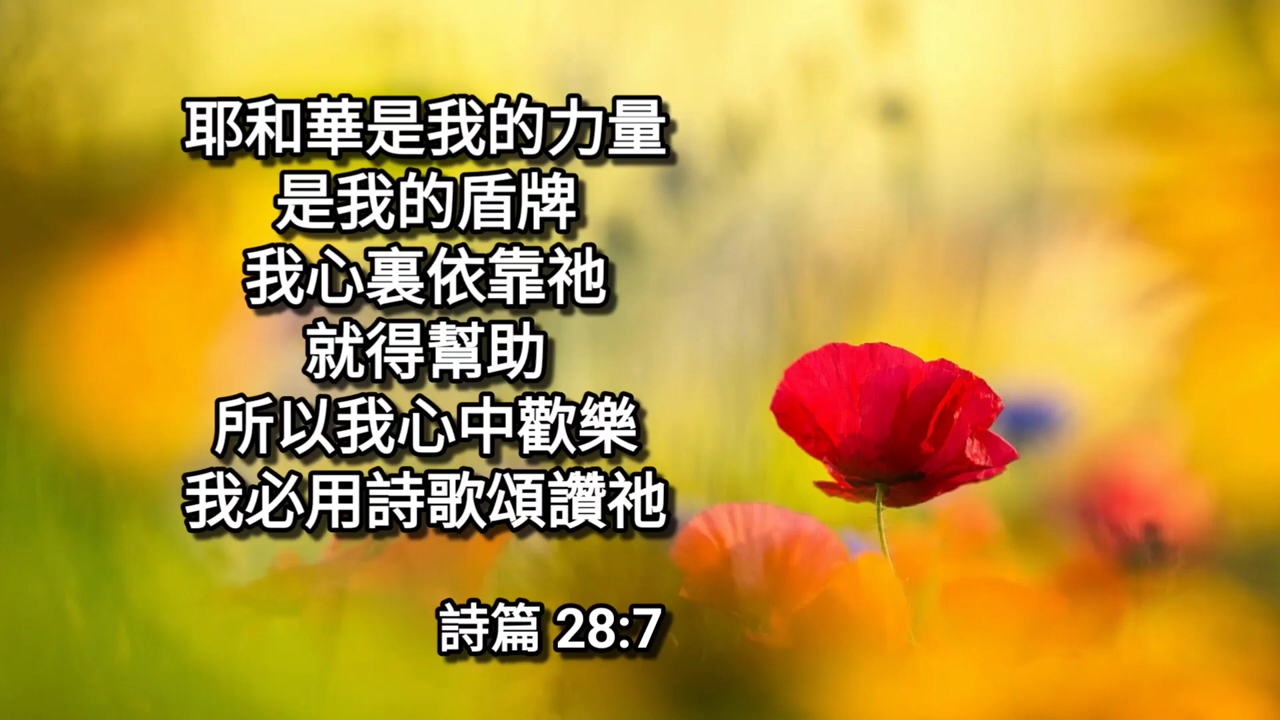 耶和華是我的力量
是我的盾牌
我心裏依靠祂
就得幫助
所以我心中歡樂
我必用詩歌頌讚祂
詩篇 28:7